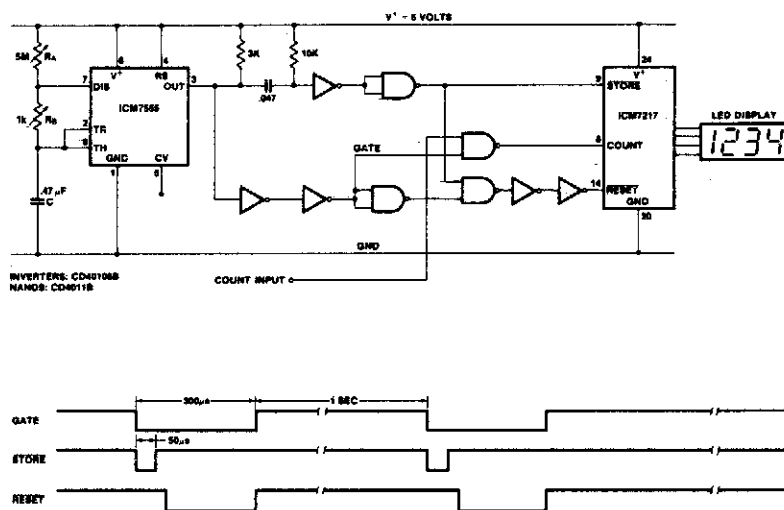 V⁺ = 5 VOLTS
5M
RA
6
V⁺
4
RS
3K
10K
24
V⁺
7
DIS
OUT
3
.047
9
STORE
ICM7555
ICM7217
LED DISPLAY
1k
RB
2
TR
GATE
8
COUNT
1234
6
TH
GND
CV
1
5
14
RESET
GND
20
.47 µF
C
GND
INVERTERS: CD40106B
NANDS: CD4011B
COUNT INPUT
300µs
1 SEC
GATE
50µs
STORE
RESET